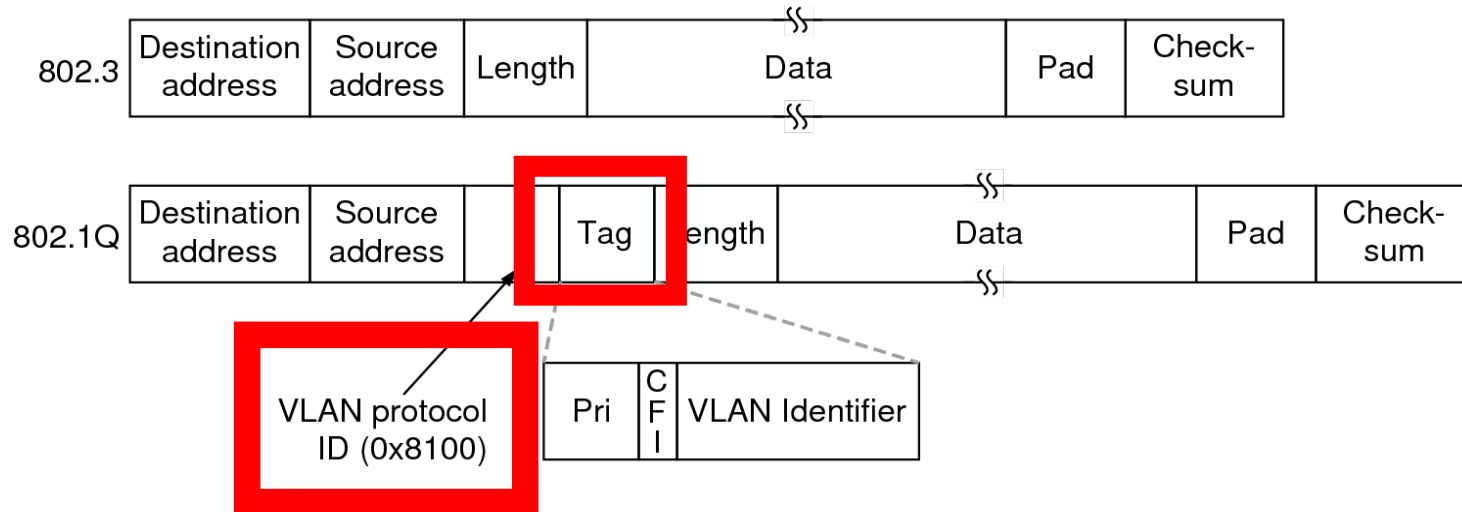 802.3
Destination
address
Source
address
Length
Data
Pad
Check-
sum
802.1Q
Destination
address
Source
address
Tag
ength
Data
Pad
Check-
sum
VLAN protocol
ID (0x8100)
Pri
C
F
I
VLAN Identifier